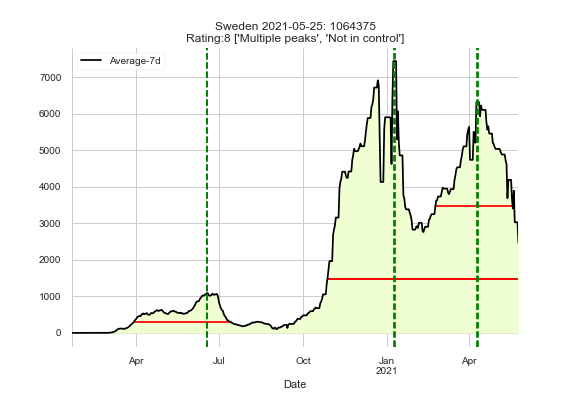 Sweden 2021-05-25: 1064375
Rating:8 ['Multiple peaks', 'Not in control']
Average-7d
7000
6000
5000
4000
3000
2000
1000
0
Apr
Jul
Oct
Jan
2021
Apr
Date